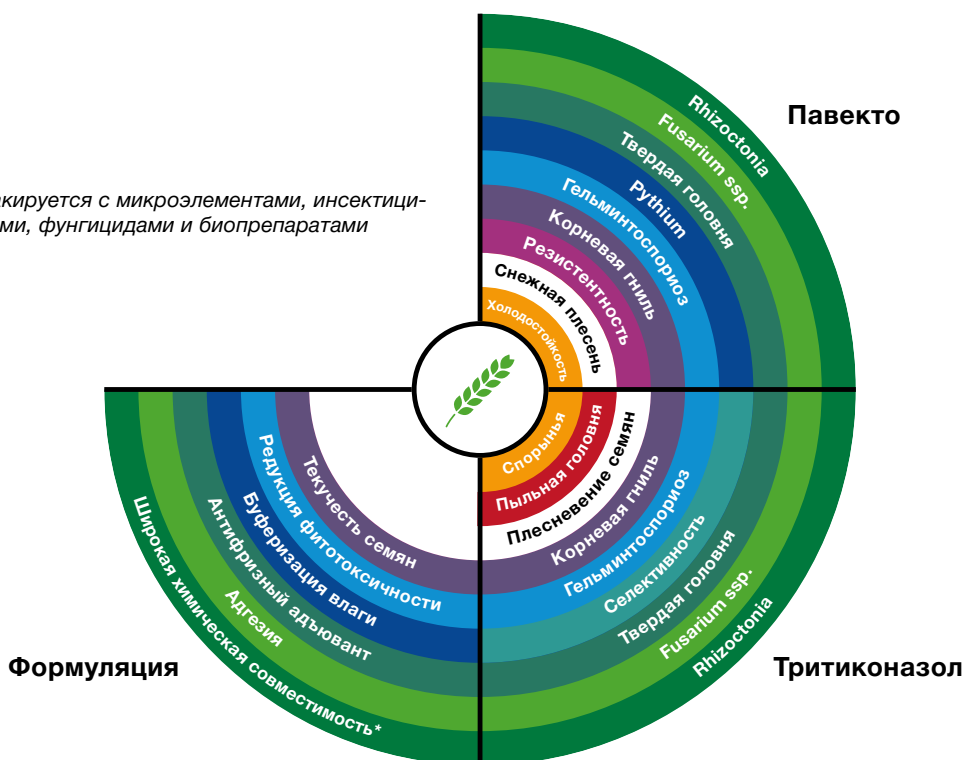 Павекто
Rhizoctonia
Fusarium ssp.
Твердая головня
Pythium
Гельминтоспориоз
Корневая гниль
Резистентность
Снежная плесень
Холодостойкость
микроэлементами, инсектици-
фунгицидами и биопрепаратами
Спорынья
Пыльная головня
Плесневение семян
Корневая гниль
Гельминтоспориоз
Селективность
Твердая головня
Fusarium ssp.
Rhizoctonia
Тритиконазол
Текучесть семян
Редукция фитотоксичности
Буферизация влаги
Антифризный адъювант
Адгезия
Широкая химическая совместимость*
Формуляция